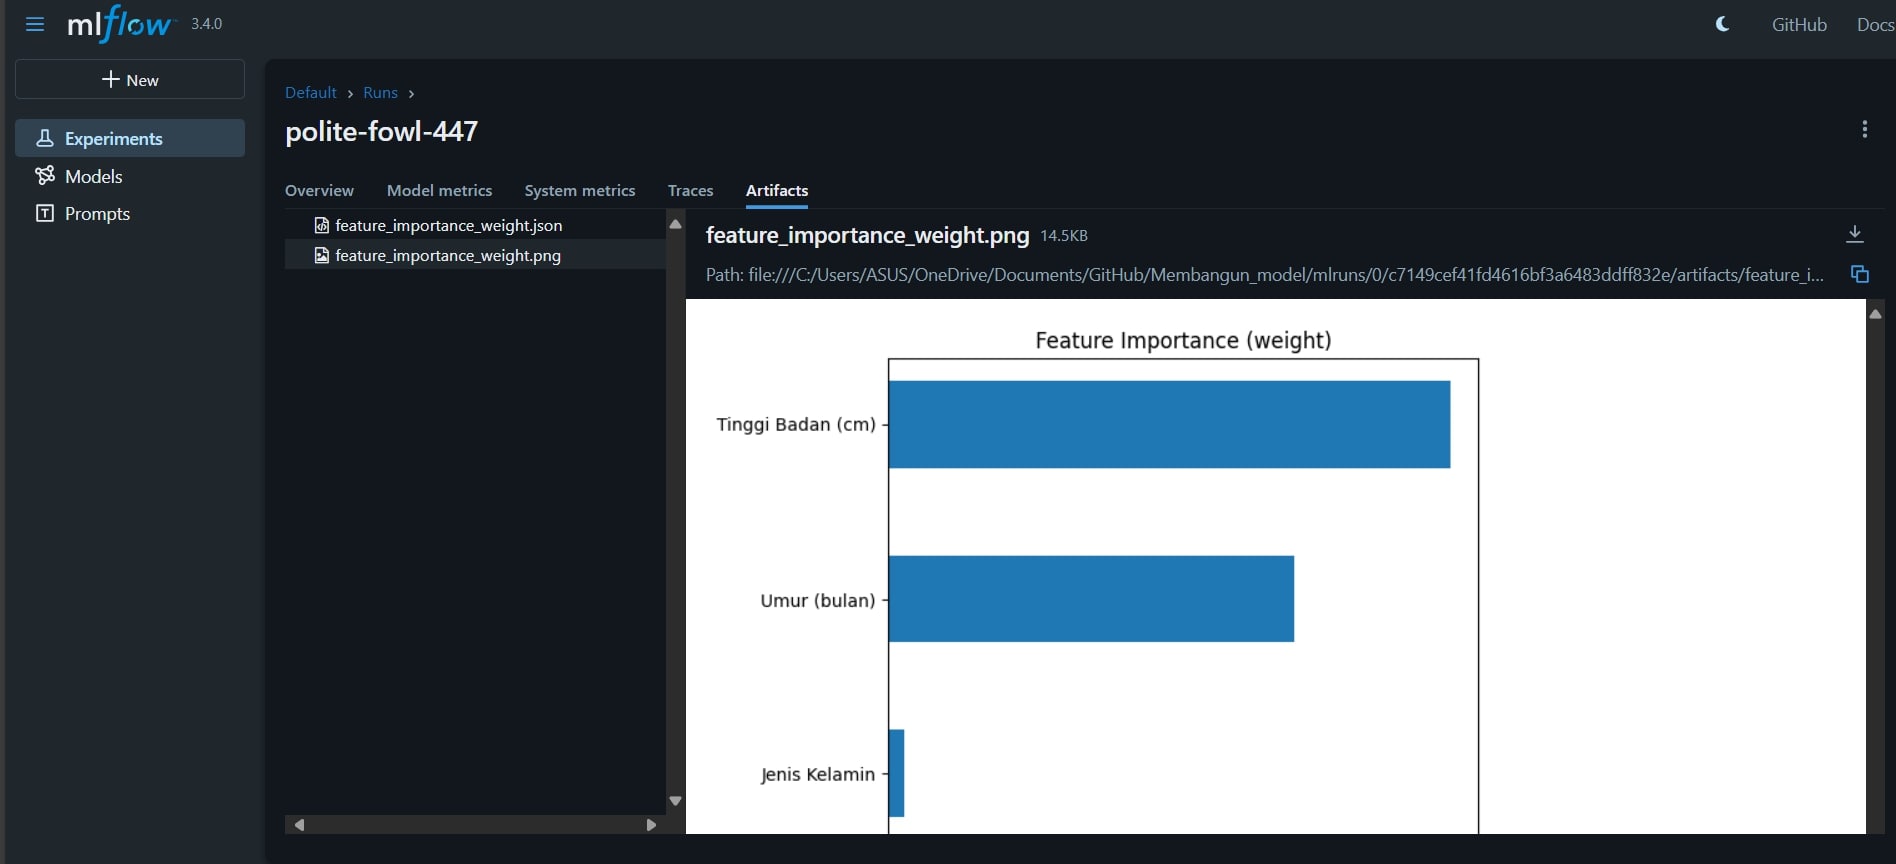 mlflow™ 3.4.0
GitHub
Docs
+ New
Experiments
Models
Prompts
Default > Runs >
polite-fowl-447
Overview
Model metrics
System metrics
Traces
Artifacts
feature_importance_weight.json
feature_importance_weight.png
feature_importance_weight.png 14.5KB
Path: file:///C:/Users/ASUS/OneDrive/Documents/GitHub/Membangun_model/mlruns/0/c7149cef41fd4616bf3a6483ddff832e/artifacts/feature_i...
Feature Importance (weight)
Tinggi Badan (cm)
Umur (bulan)
Jenis Kelamin